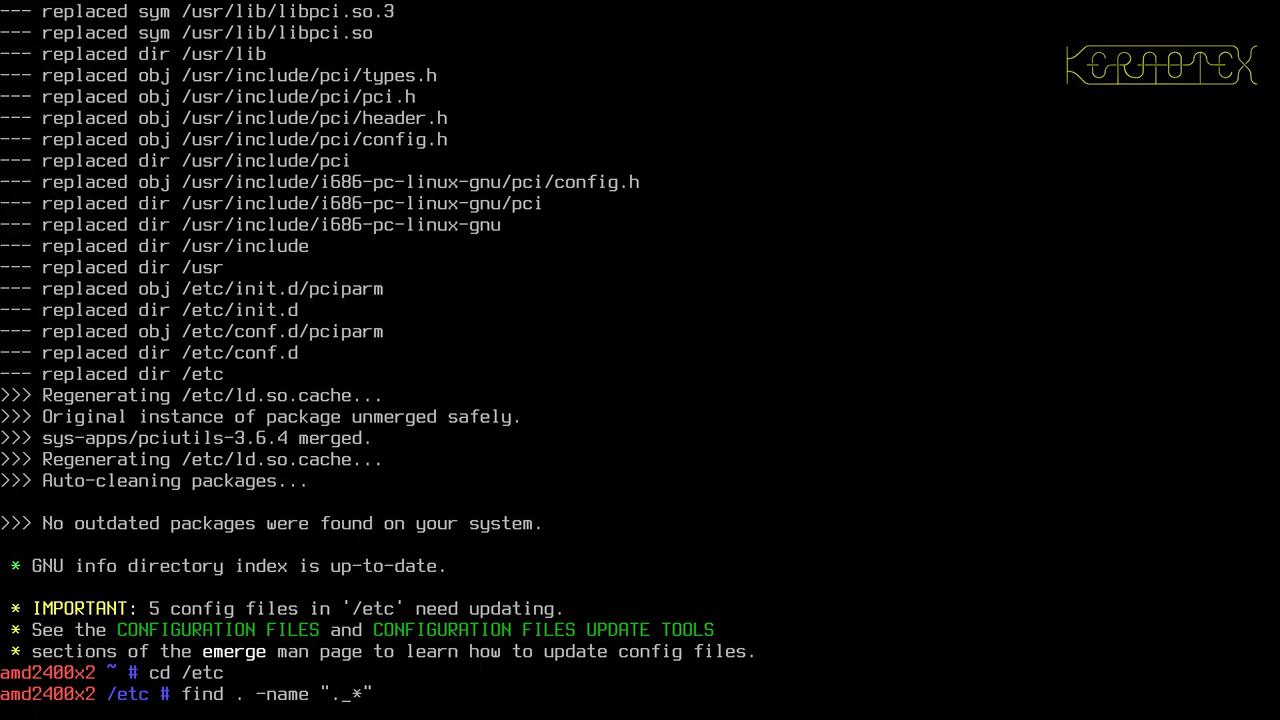 --- replaced sym /usr/lib/libpci.so.3
--- replaced sym /usr/lib/libpci.so
--- replaced dir /usr/lib
--- replaced obj /usr/include/pci/types.h
--- replaced obj /usr/include/pci/pci.h
--- replaced obj /usr/include/pci/header.h
--- replaced obj /usr/include/pci/config.h
--- replaced dir /usr/include/pci
--- replaced obj /usr/include/i686-pc-linux-gnu/pci/config.h
--- replaced dir /usr/include/i686-pc-linux-gnu/pci
--- replaced dir /usr/include/i686-pc-linux-gnu
--- replaced dir /usr/include
--- replaced dir /usr
--- replaced obj /etc/init.d/pciparm
--- replaced dir /etc/init.d
--- replaced obj /etc/conf.d/pciparm
--- replaced dir /etc/conf.d
--- replaced dir /etc
>>> Regenerating /etc/ld.so.cache...
>>> Original instance of package unmerged safely.
>>> sys-apps/pciutils-3.6.4 merged.
>>> Regenerating /etc/ld.so.cache...
>>> Auto-cleaning packages...
>>> No outdated packages were found on your system.
* GNU info directory index is up-to-date.
* IMPORTANT: 5 config files in '/etc' need updating.
* See the CONFIGURATION FILES and CONFIGURATION FILES UPDATE TOOLS
* sections of the emerge man page to learn how to update config files.
amd2400x2 ~ # cd /etc
amd2400x2 /etc # find . -name "._*"